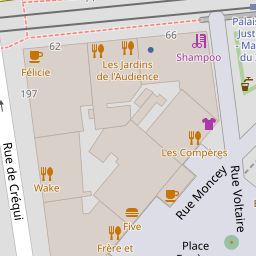 62
66
Palais
Just
Mar
du
Félicie
Les Jardins
de l'Audience
Shampoo
197
Rue de Créqui
Les Compères
Wake
Rue Moncey
Rue Voltaire
Five
Frère et
Place